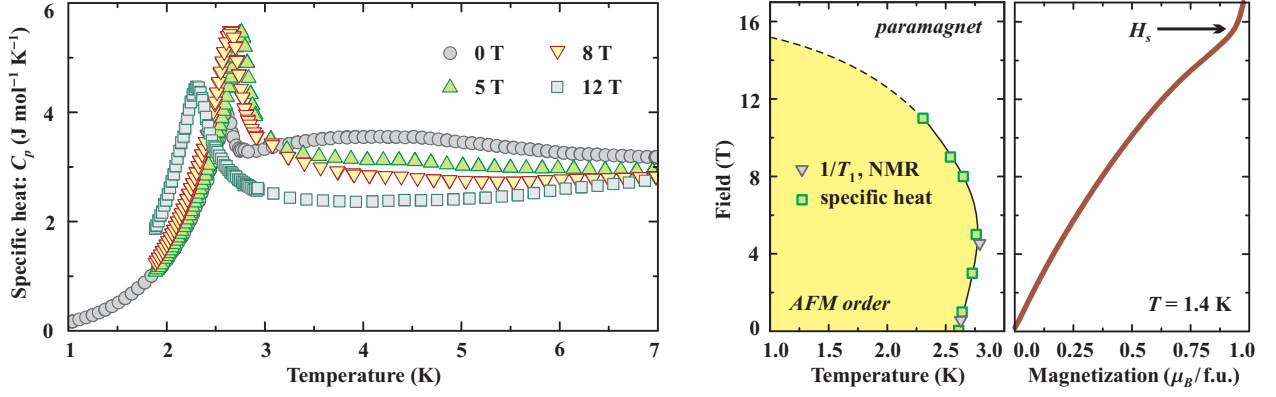 Specific heat: Cp (J mol−1 K−1)
6
5
4
3
2
1
0
0 T
8 T
5 T
12 T
1
2
3
4
5
6
7
Temperature (K)
Field (T)
16
12
8
4
0
paramagnet
1/T1, NMR
specific heat
AFM order
1.0
1.5
2.0
2.5
3.0
Temperature (K)
Hs
T = 1.4 K
0.0
0.25
0.5
0.75
1.0
Magnetization (μB/f.u.)